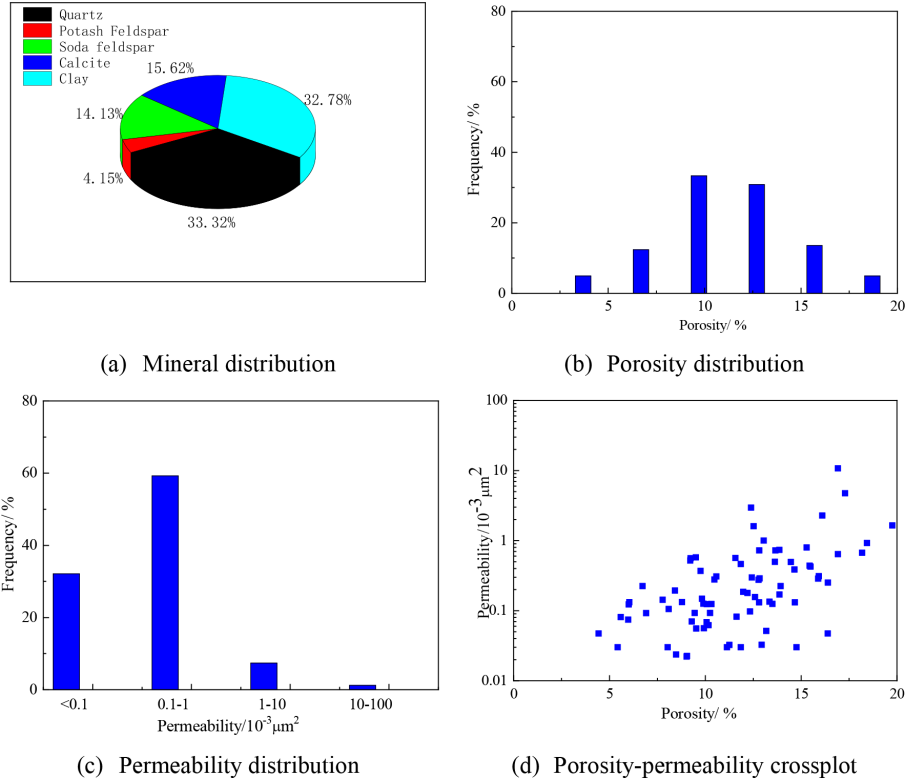 Quartz
Potash Feldspar
Soda feldspar
Calcite
Clay
15.62%
32.78%
14.13%
4.15%
33.32%
(a) Mineral distribution
Frequency/ %
80
60
40
20
0
0 5 10 15 20
Porosity/ %
(b) Porosity distribution
Frequency/ %
80
60
40
20
0
<0.1 0.1-1 1-10 10-100
Permeability/10⁻³μm²
(c) Permeability distribution
Permeability/10⁻³μm²
100
10
1
0.1
0.01
0 5 10 15 20
Porosity/ %
(d) Porosity-permeability crossplot